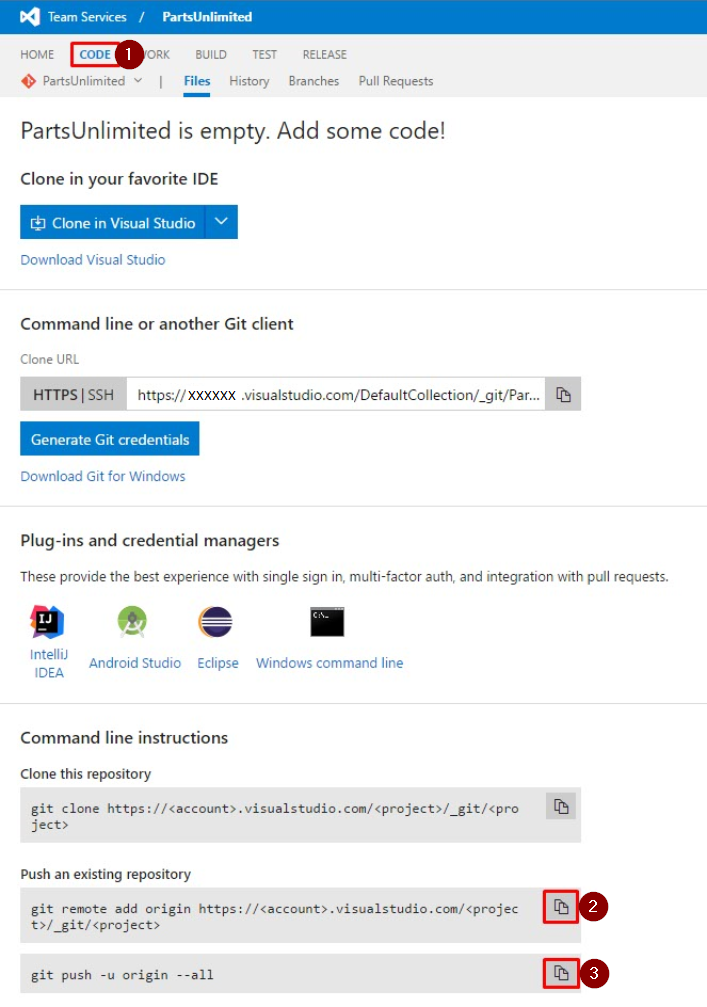 Team Services / PartsUnlimited
HOME CODE 1 ORK BUILD TEST RELEASE
PartsUnlimited | Files History Branches Pull Requests
PartsUnlimited is empty. Add some code!
Clone in your favorite IDE
Clone in Visual Studio
Download Visual Studio
Command line or another Git client
Clone URL
HTTPS | SSH https:// XXXXXX .visualstudio.com/DefaultCollection/_git/Par...
Generate Git credentials
Download Git for Windows
Plug-ins and credential managers
These provide the best experience with single sign in, multi-factor auth, and integration with pull requests.
IJ C:\..
IntelliJ
IDEA
Android Studio Eclipse Windows command line
Command line instructions
Clone this repository
git clone https://<account>.visualstudio.com/<project>/_git/<pro
ject>
Push an existing repository
git remote add origin https://<account>.visualstudio.com/<projec 2
t>/_git/<project>
git push -u origin --all 3